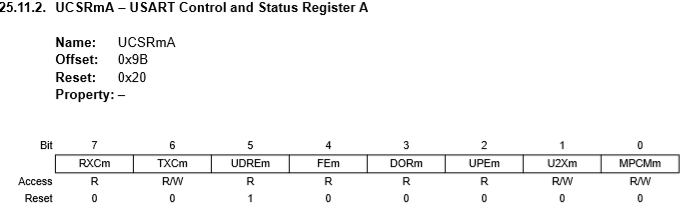 25.11.2. UCSRmA – USART Control and Status Register A
Name: UCSRmA
Offset: 0x9B
Reset: 0x20
Property: –
Bit 7 6 5 4 3 2 1 0
RXCm TXCm UDREm FEm DORm UPEm U2Xm MPCMm
Access R R/W R R R R R/W R/W
Reset 0 0 1 0 0 0 0 0